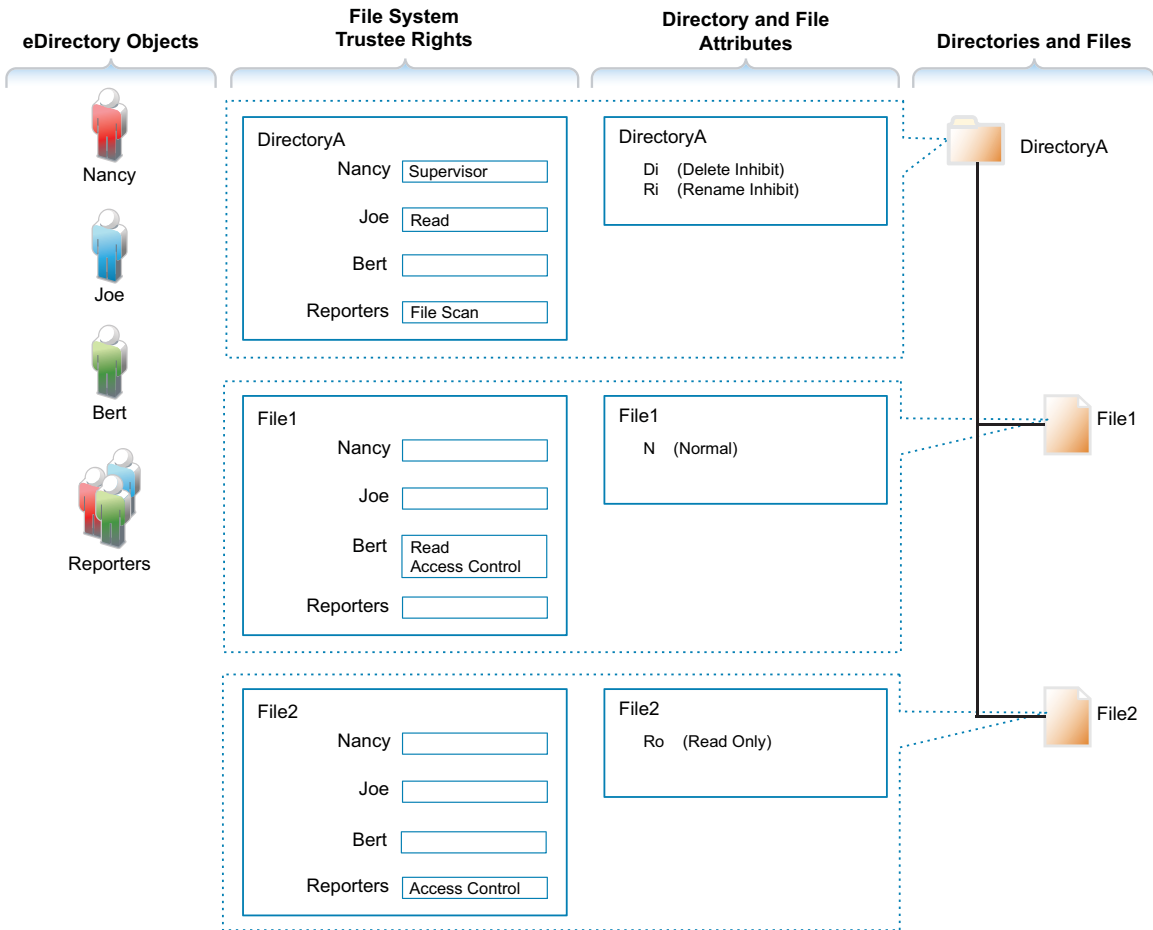 eDirectory Objects
File System
Trustee Rights
Directory and File
Attributes
Directories and Files
Nancy
Joe
Bert
Reporters
DirectoryA
Nancy Supervisor
Joe Read
Bert
Reporters File Scan
DirectoryA
Di (Delete Inhibit)
Ri (Rename Inhibit)
DirectoryA
File1
Nancy
Joe
Bert Read
Access Control
Reporters
File1
N (Normal)
File1
File2
Nancy
Joe
Bert
Reporters Access Control
File2
Ro (Read Only)
File2